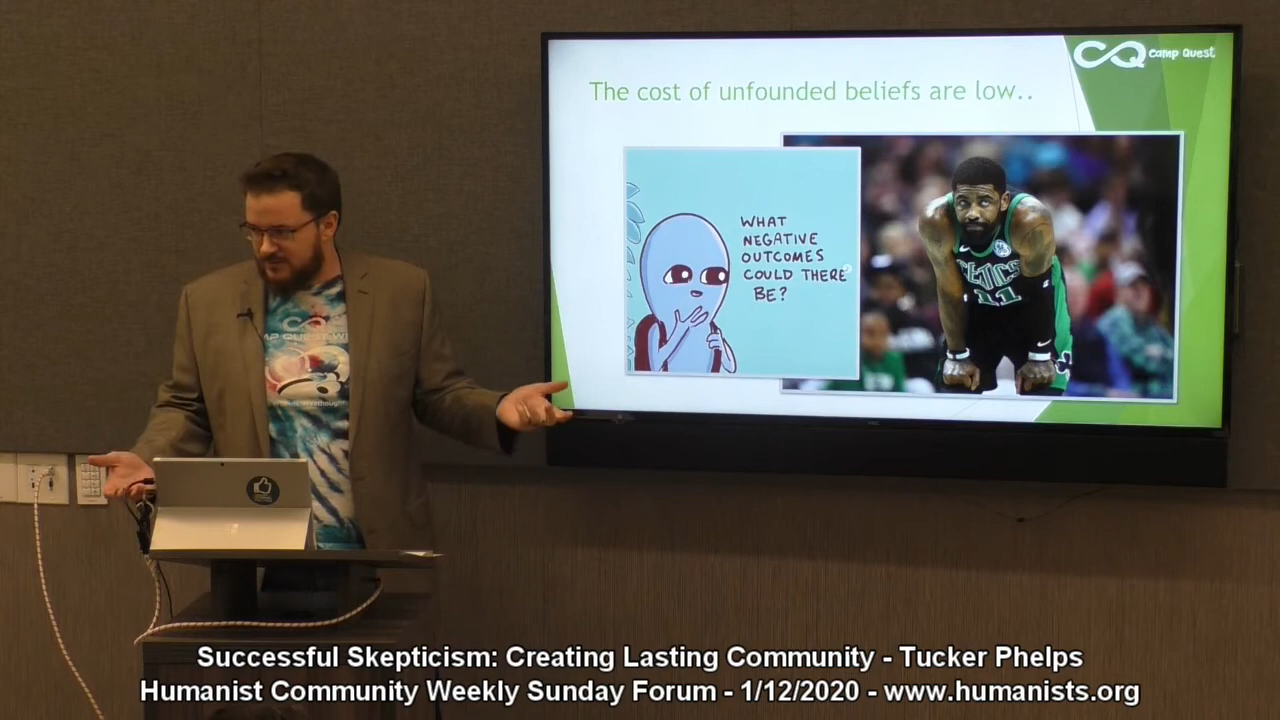 CQ Camp Quest
The cost of unfounded beliefs are low..
WHAT
NEGATIVE
OUTCOMES
COULD THERE
BE?
CELTICS
11
Successful Skepticism: Creating Lasting Community - Tucker Phelps
Humanist Community Weekly Sunday Forum - 1/12/2020 - www.humanists.org